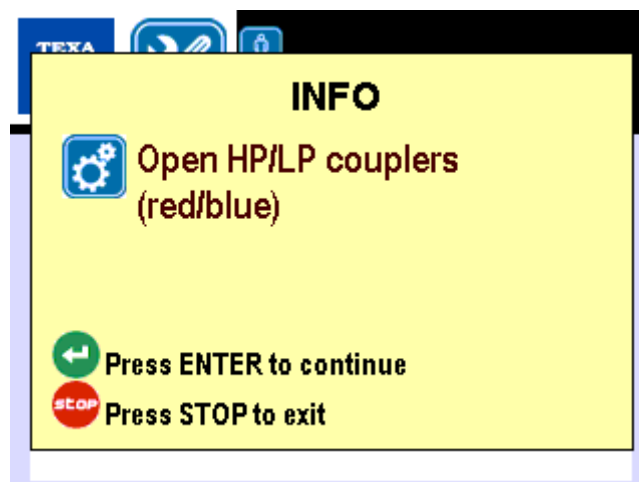 TEXA
INFO
Open HP/LP couplers
(red/blue)
Press ENTER to continue
stop
Press STOP to exit